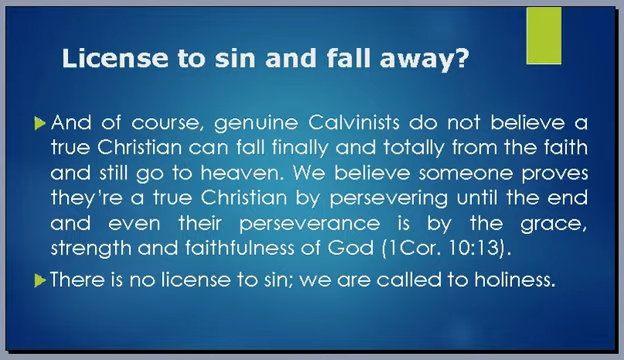 License to sin and fall away?
And of course, genuine Calvinists do not believe a
true Christian can fall finally and totally from the faith
and still go to heaven. We believe someone proves
they're a true Christian by persevering until the end
and even their perseverance is by the grace,
strength and faithfulness of God (1Cor. 10:13).
There is no license to sin; we are called to holiness.